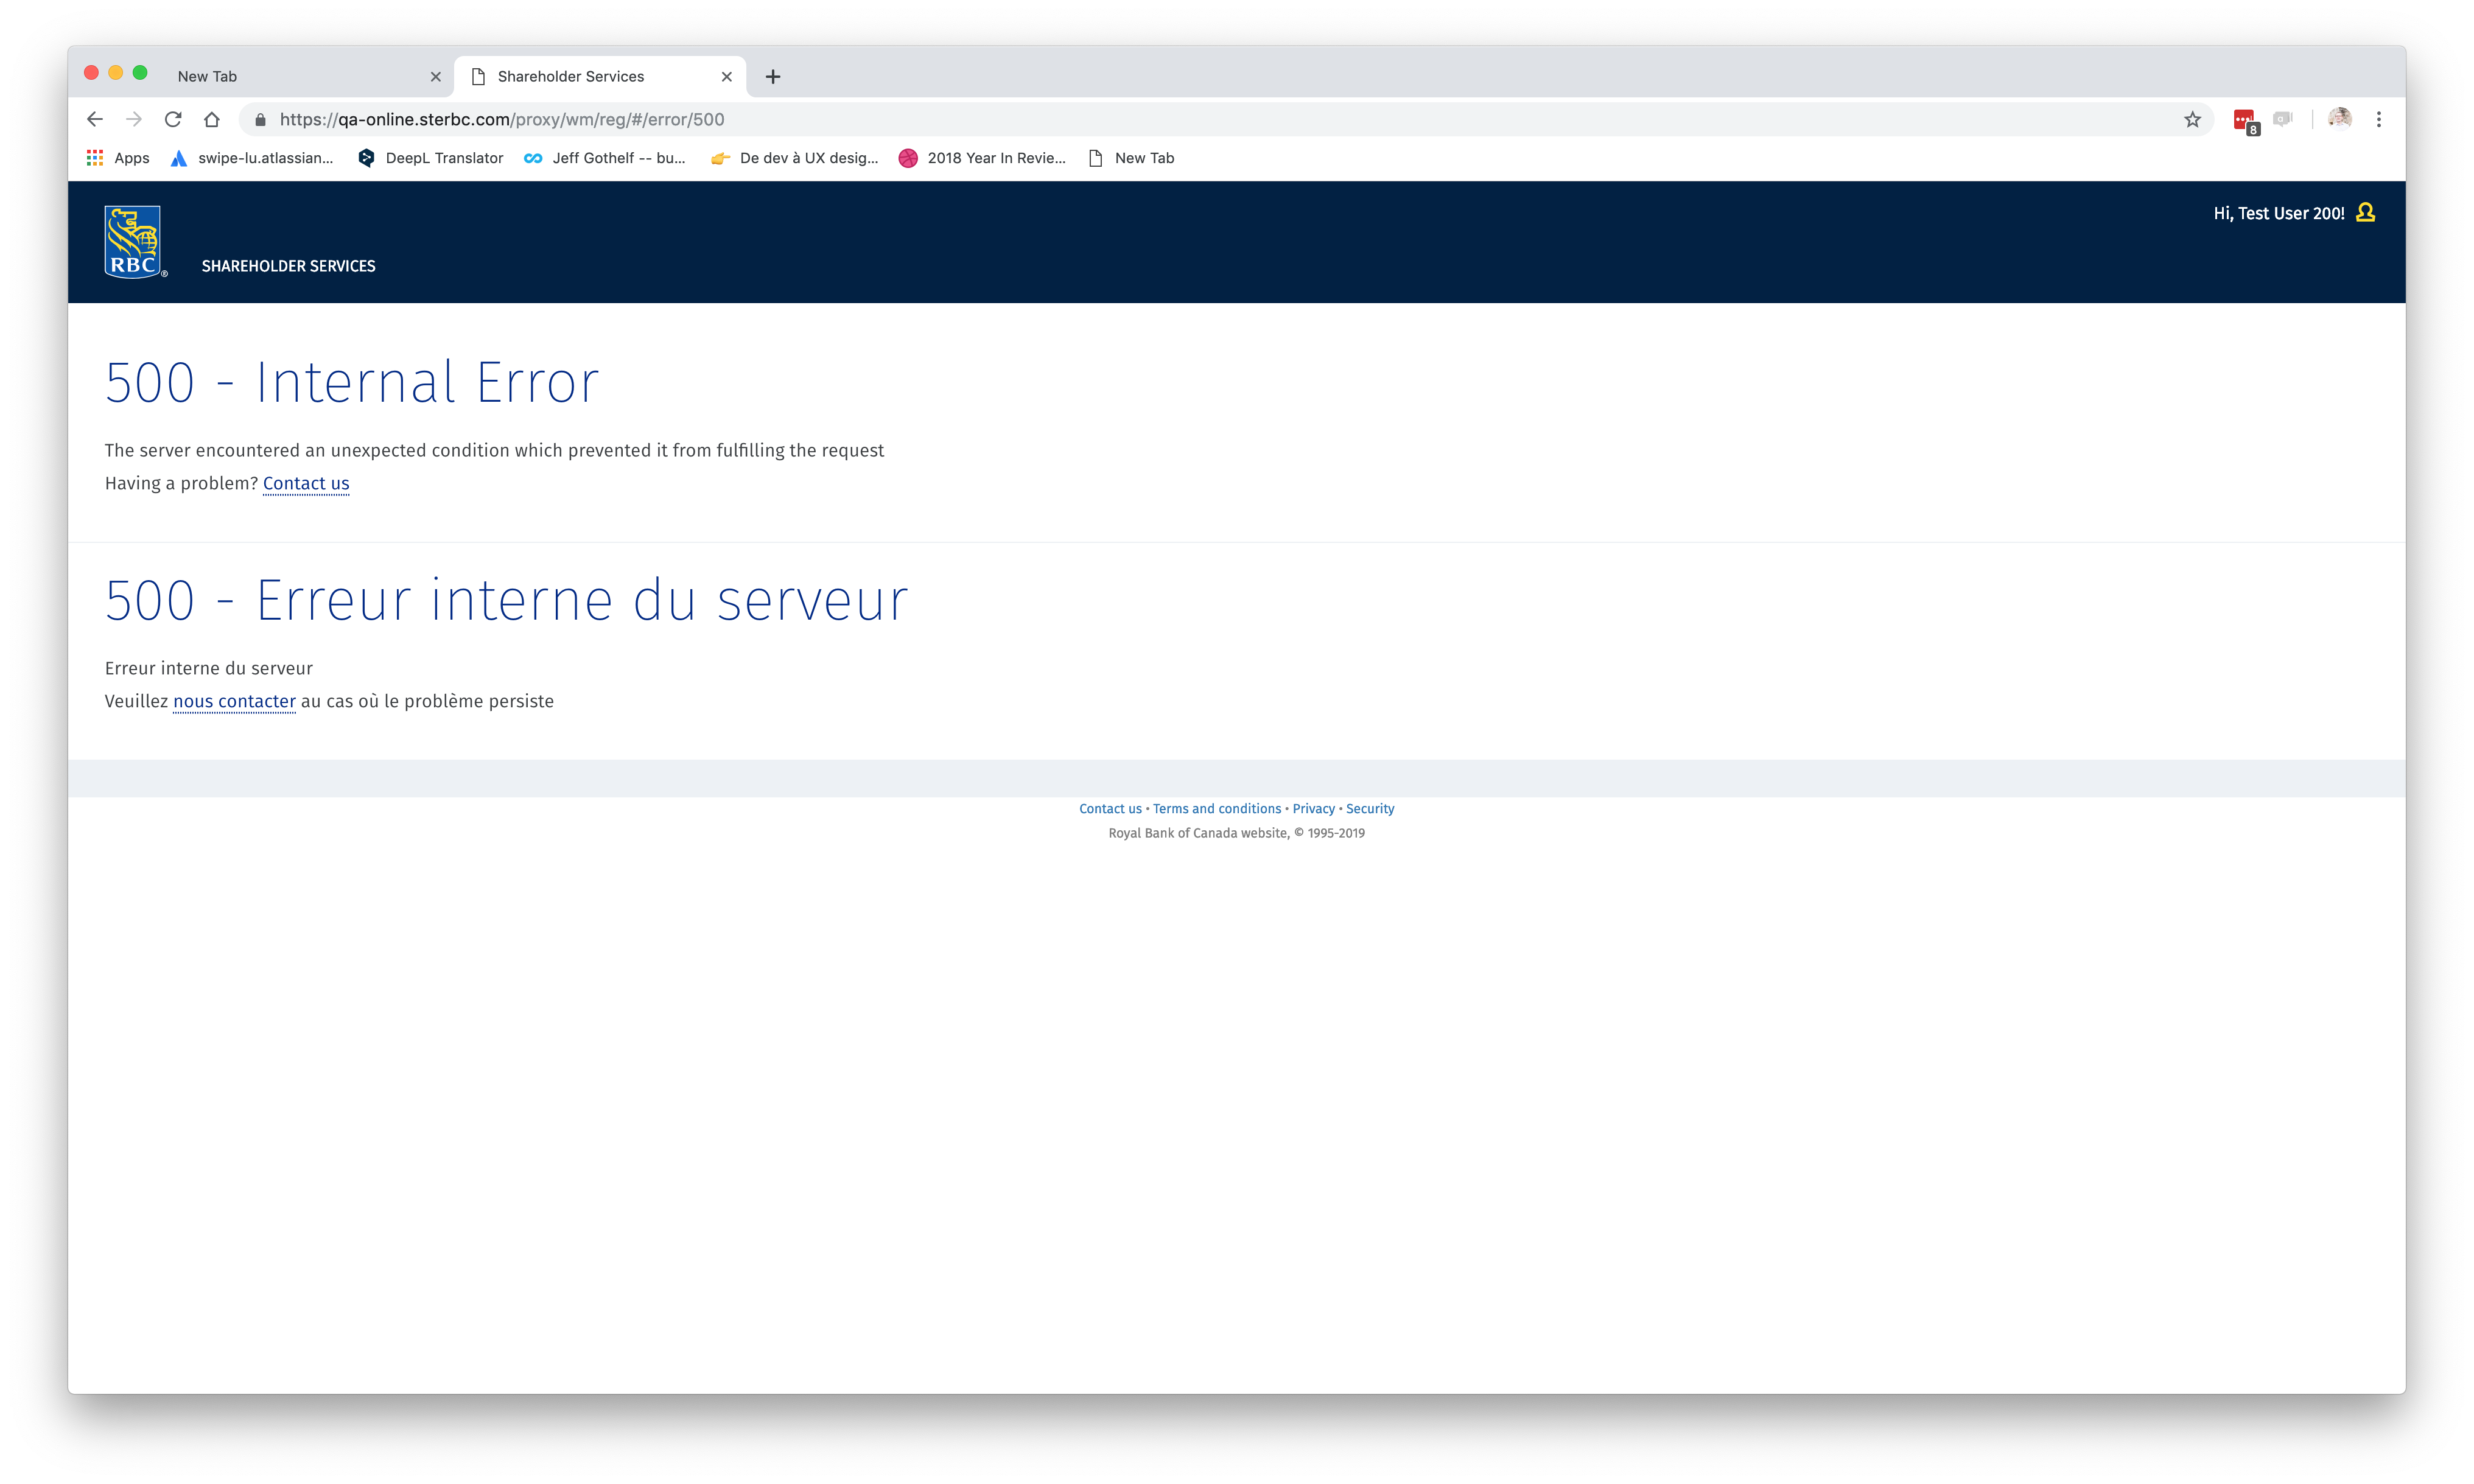 New Tab
Shareholder Services
https://qa-online.sterbc.com/proxy/wm/reg/#/error/500
8
Apps
swipe-lu.atlassian...
DeepL Translator
Jeff Gothelf -- bu...
De dev à UX desig...
2018 Year In Revie...
New Tab
RBC®
SHAREHOLDER SERVICES
Hi, Test User 200!
500 - Internal Error
The server encountered an unexpected condition which prevented it from fulfilling the request
Having a problem? Contact us
500 - Erreur interne du serveur
Erreur interne du serveur
Veuillez nous contacter au cas où le problème persiste
Contact us • Terms and conditions • Privacy • Security
Royal Bank of Canada website, © 1995-2019